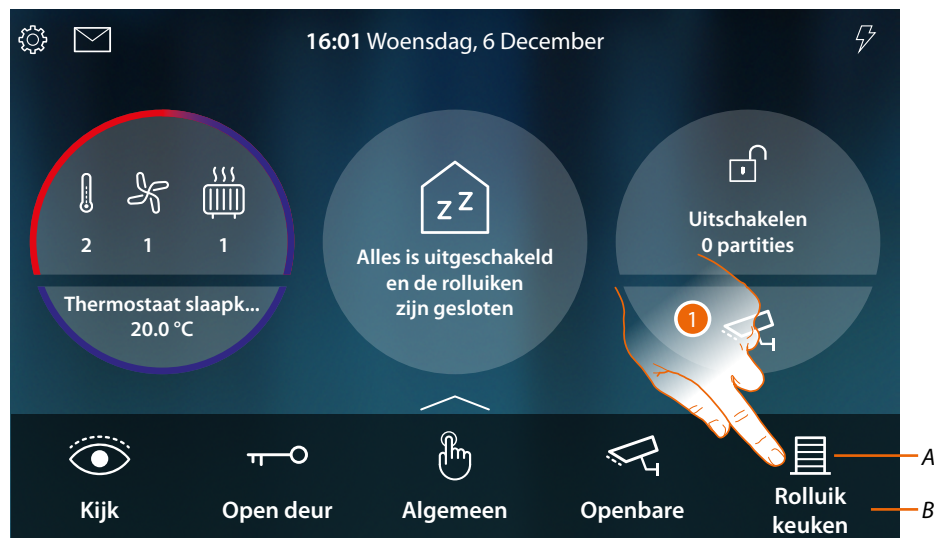 16:01 Woensdag, 6 December
2 1 1
Thermostaat slaapk...
20.0 °C
Alles is uitgeschakeld
en de rolluiken
zijn gesloten
Uitschakelen
0 partities
1
Kijk
Open deur
Algemeen
Openbare
Rolluik
keuken
A
B
z z